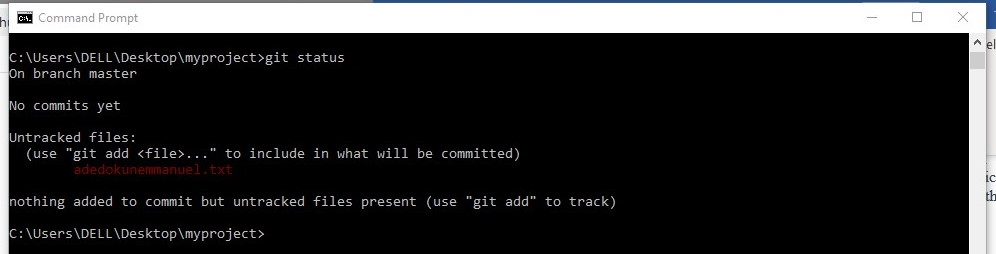 Command Prompt
C:\Users\DELL\Desktop\myproject>git status
On branch master
No commits yet
Untracked files:
(use "git add <file>..." to include in what will be committed)
adedokunemmanuel.txt
nothing added to commit but untracked files present (use "git add" to track)
C:\Users\DELL\Desktop\myproject>